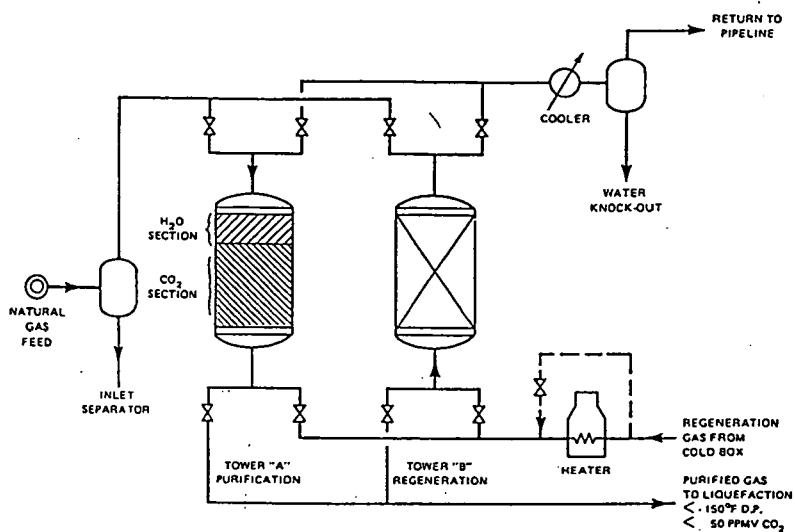 RETURN TO
PIPELINE
COOLER
WATER
KNOCK-OUT
H₂O
SECTION
CO₂
SECTION
NATURAL
GAS
FEED
INLET
SEPARATOR
TOWER "A"
PURIFICATION
TOWER "B"
REGENERATION
HEATER
REGENERATION
GAS FROM
COLD BOX
PURIFIED GAS
TO LIQUEFACTION
< -150°F D.P.
< 50 PPMV CO₂